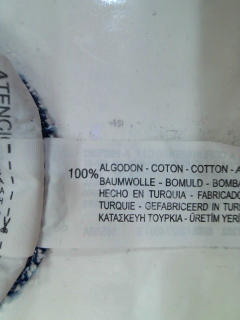 ATENCI
100% ALGODON - COTON - COTTON - A
BAUMWOLLE - BOMULD - BOMBA
HECHO EN TURQUIA - FABRICADO
TURQUIE - GEFABRICEERD IN TUR
ΚΑΤΑΣΚΕΥΗ ΤΟΥΡΚΙΑ - ÜRETİM YERİ